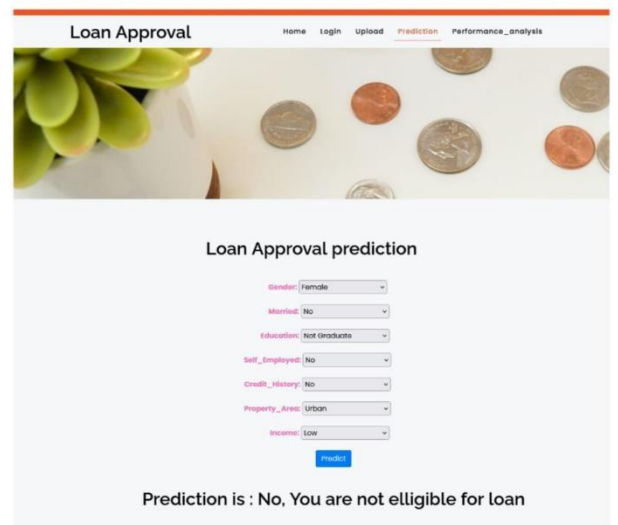 Loan Approval Home Login Upload Prediction Performance_analysis
Loan Approval prediction
Gender: Female
Married: No
Education: Not Graduate
Self_Employed: No
Credit_History: No
Property_Area: Urban
Income: Low
Predict
Prediction is : No, You are not elligible for loan